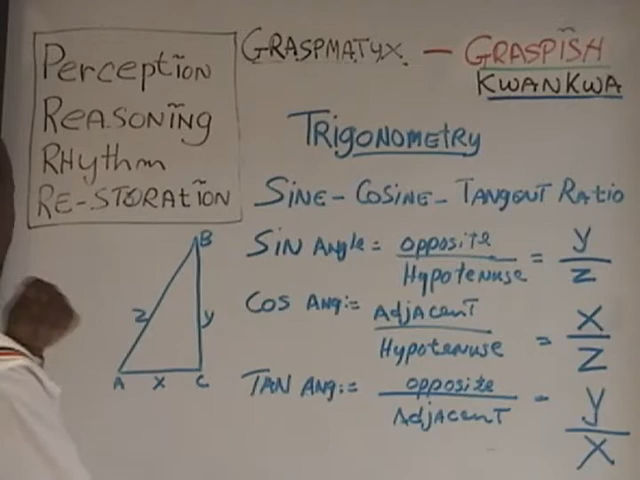 Perception
Reasoning
RHythm
RE-STORATION
GRASPMATYX. — GRASPISH
KWANKWA
TRIGONOMETRY
SINE - COSINE - TANGENT RATIO
SIN ANGLE = OPPOSITE / HYPOTENUSE = y / z
COS ANG:= AdjACENT / HYPOTENUSE = X / Z
TAN ANG:= OPPOSITE / AdjACENT - y / X
B
z
y
A
X
C